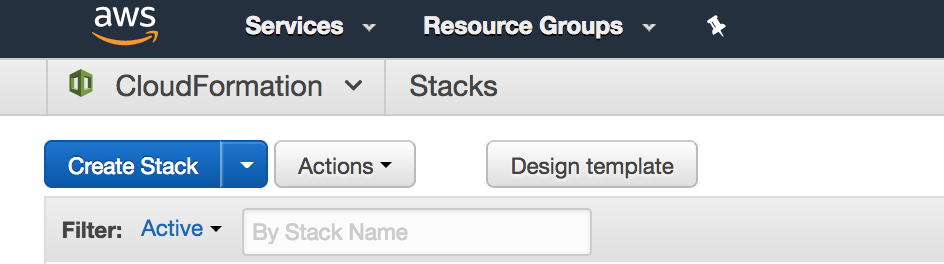 aws Services Resource Groups
CloudFormation Stacks
Create Stack Actions Design template
Filter: Active By Stack Name